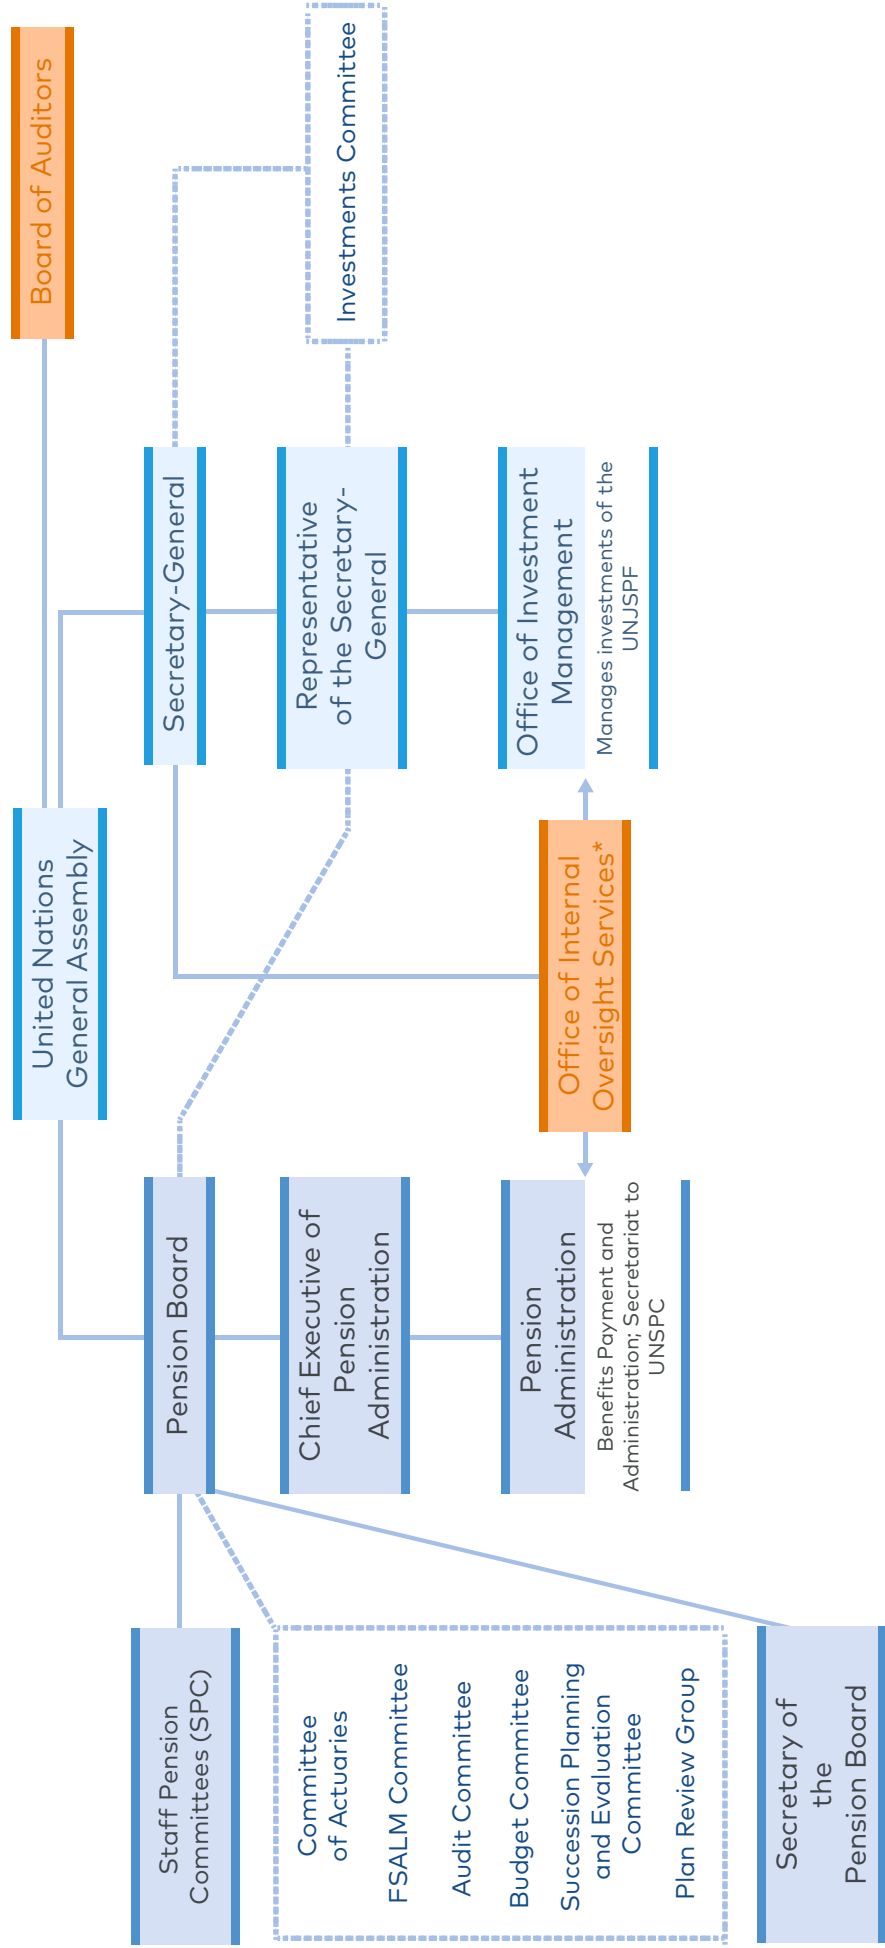 United Nations
General Assembly
Board of Auditors
Staff Pension
Committees (SPC)
Pension Board
Secretary-General
Committee
of Actuaries
FSALM Committee
Audit Committee
Budget Committee
Succession Planning
and Evaluation
Committee
Plan Review Group
Chief Executive of
Pension
Administration
Representative
of the Secretary-
General
Investments Committee
Pension
Administration
Benefits Payment and
Administration; Secretariat to
UNSPC
Office of Internal
Oversight Services*
Office of Investment
Management
Manages investments of the
UNJSPF
Secretary of
the
Pension Board